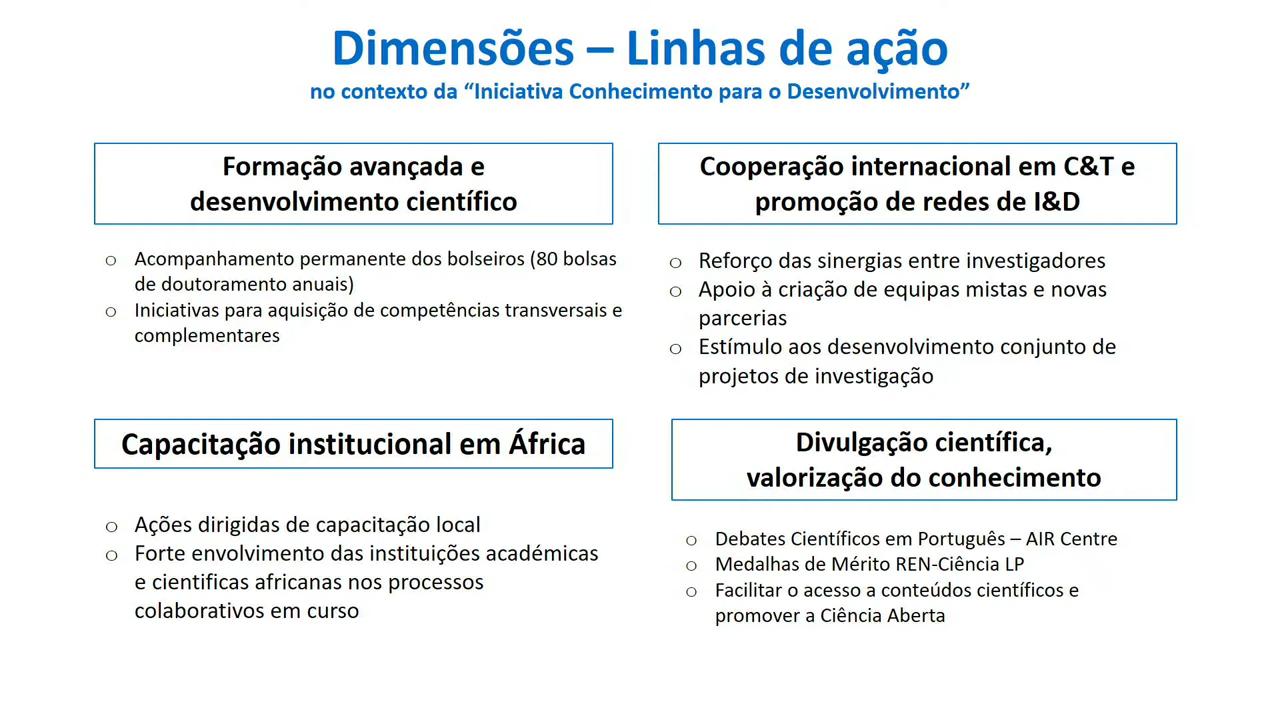 Dimensões – Linhas de ação
no contexto da “Iniciativa Conhecimento para o Desenvolvimento”
Formação avançada e
desenvolvimento científico
o Acompanhamento permanente dos bolseiros (80 bolsas
de doutoramento anuais)
o Iniciativas para aquisição de competências transversais e
complementares
Cooperação internacional em C&T e
promoção de redes de I&D
o Reforço das sinergias entre investigadores
o Apoio à criação de equipas mistas e novas
parcerias
o Estímulo aos desenvolvimento conjunto de
projetos de investigação
Capacitação institucional em África
o Ações dirigidas de capacitação local
o Forte envolvimento das instituições académicas
e cientificas africanas nos processos
colaborativos em curso
Divulgação científica,
valorização do conhecimento
o Debates Científicos em Português – AIR Centre
o Medalhas de Mérito REN-Ciência LP
o Facilitar o acesso a conteúdos científicos e
promover a Ciência Aberta